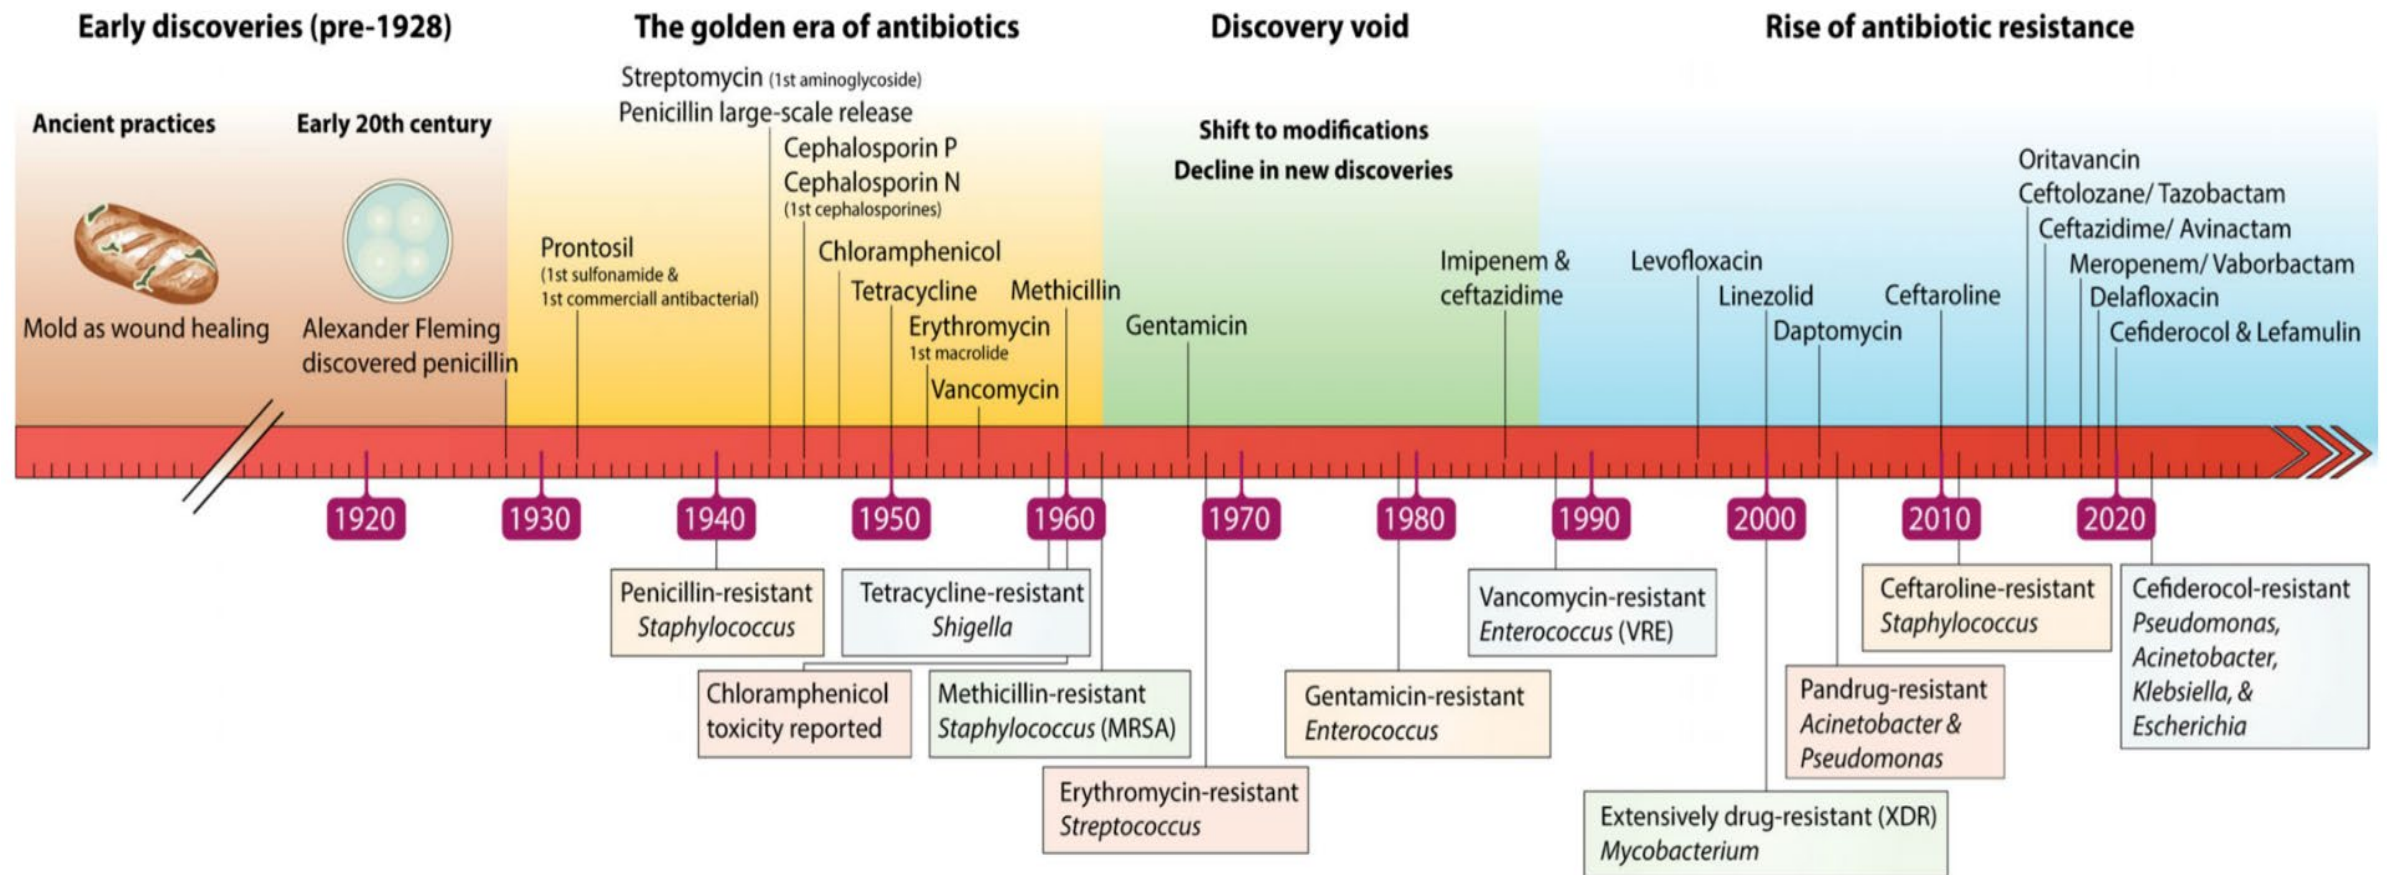 Early discoveries (pre-1928)
The golden era of antibiotics
Discovery void
Rise of antibiotic resistance
Ancient practices
Early 20th century
Mold as wound healing
Alexander Fleming
discovered penicillin
Prontosil
(1st sulfonamide &
1st commerciall antibacterial)
Streptomycin (1st aminoglycoside)
Penicillin large-scale release
Cephalosporin P
Cephalosporin N
(1st cephalosporines)
Chloramphenicol
Tetracycline
Erythromycin
1st macrolide
Vancomycin
Methicillin
Shift to modifications
Decline in new discoveries
Gentamicin
Imipenem &
ceftazidime
Levofloxacin
Linezolid
Daptomycin
Ceftaroline
Oritavancin
Ceftolozane/ Tazobactam
Ceftazidime/ Avinactam
Meropenem/ Vaborbactam
Delafloxacin
Cefiderocol & Lefamulin
1920
1930
1940
1950
1960
1970
1980
1990
2000
2010
2020
Penicillin-resistant
Staphylococcus
Tetracycline-resistant
Shigella
Chloramphenicol
toxicity reported
Methicillin-resistant
Staphylococcus (MRSA)
Erythromycin-resistant
Streptococcus
Gentamicin-resistant
Enterococcus
Vancomycin-resistant
Enterococcus (VRE)
Extensively drug-resistant (XDR)
Mycobacterium
Pandrug-resistant
Acinetobacter &
Pseudomonas
Ceftaroline-resistant
Staphylococcus
Cefiderocol-resistant
Pseudomonas,
Acinetobacter,
Klebsiella, &
Escherichia